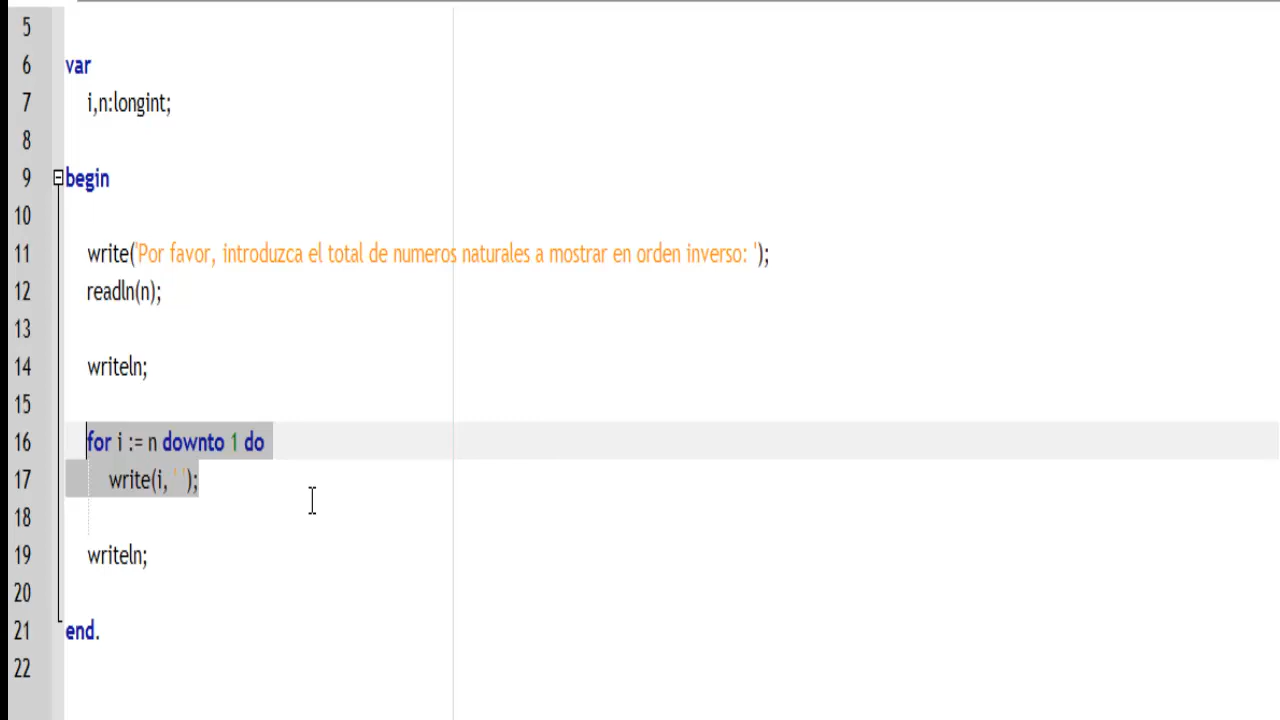 5
6 var
7 i,n:longint;
8
9 begin
10
11 write('Por favor, introduzca el total de numeros naturales a mostrar en orden inverso: ');
12 readln(n);
13
14 writeln;
15
16 for i := n downto 1 do
17 write(i, ' ');
18
19 writeln;
20
21 end.
22